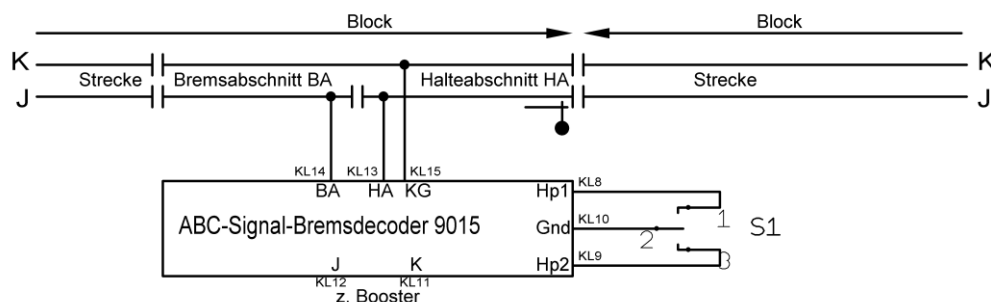 Block Block
K K
Strecke Bremsabschnitt BA Halteabschnitt HA Strecke
J J
KL14 KL13 KL15
BA HA KG Hp1 KL8
1
ABC-Signal-Bremsdecoder 9015 Gnd KL10 S1
2
J K Hp2 KL9 3
KL12 KL11
z. Booster